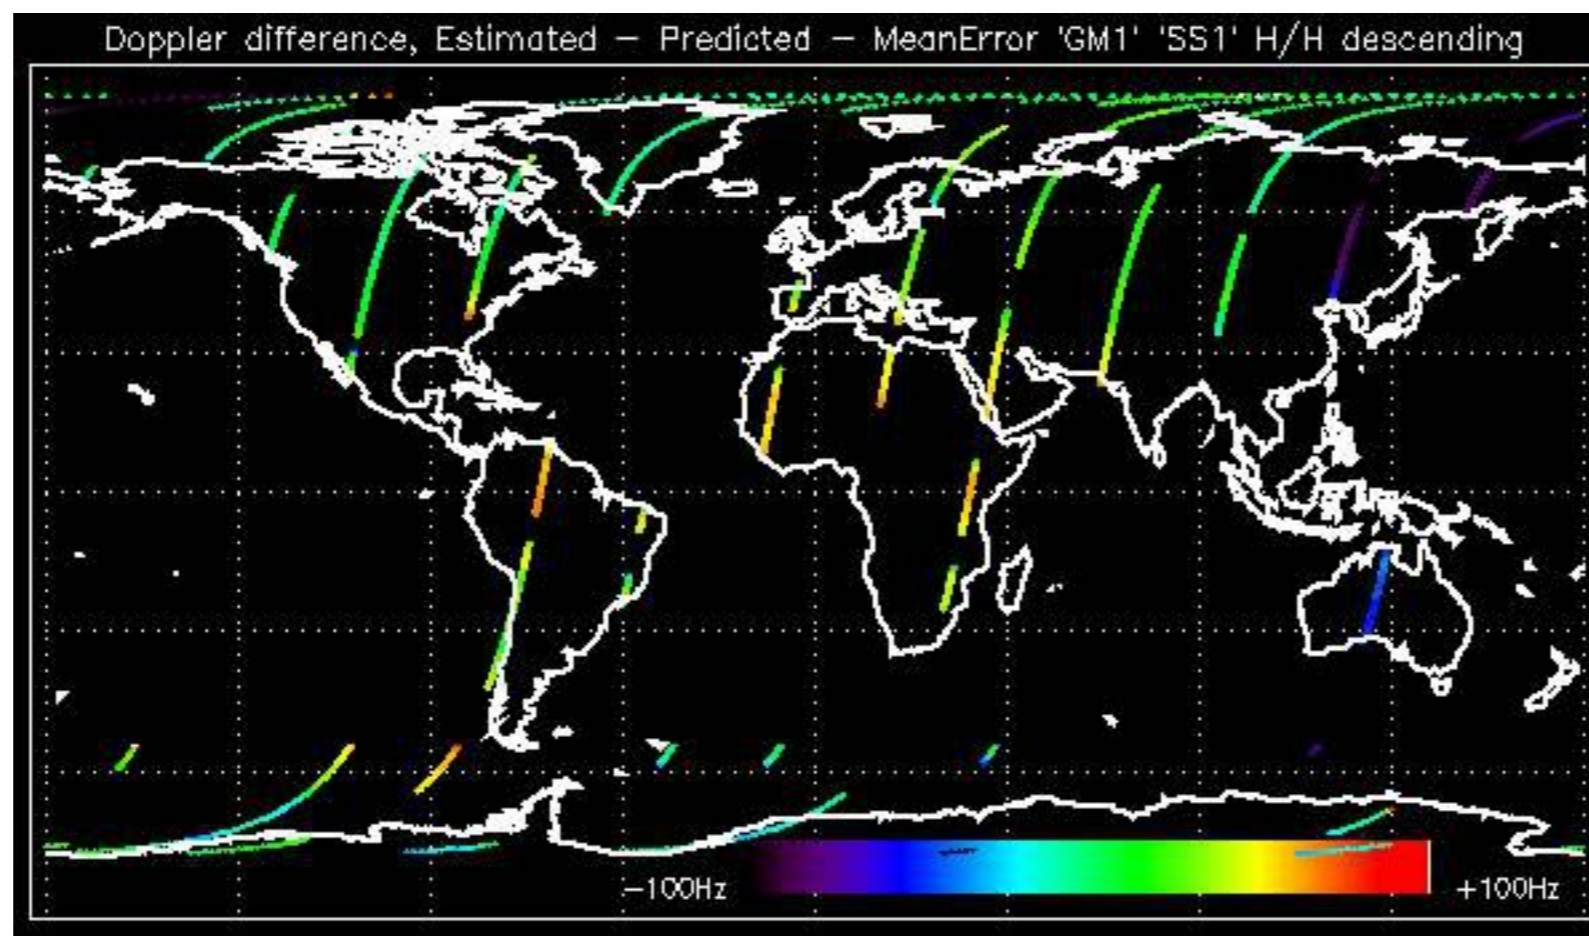 Doppler difference, Estimated – Predicted – MeanError 'GM1' 'SS1' H/H descending
–100Hz
+100Hz